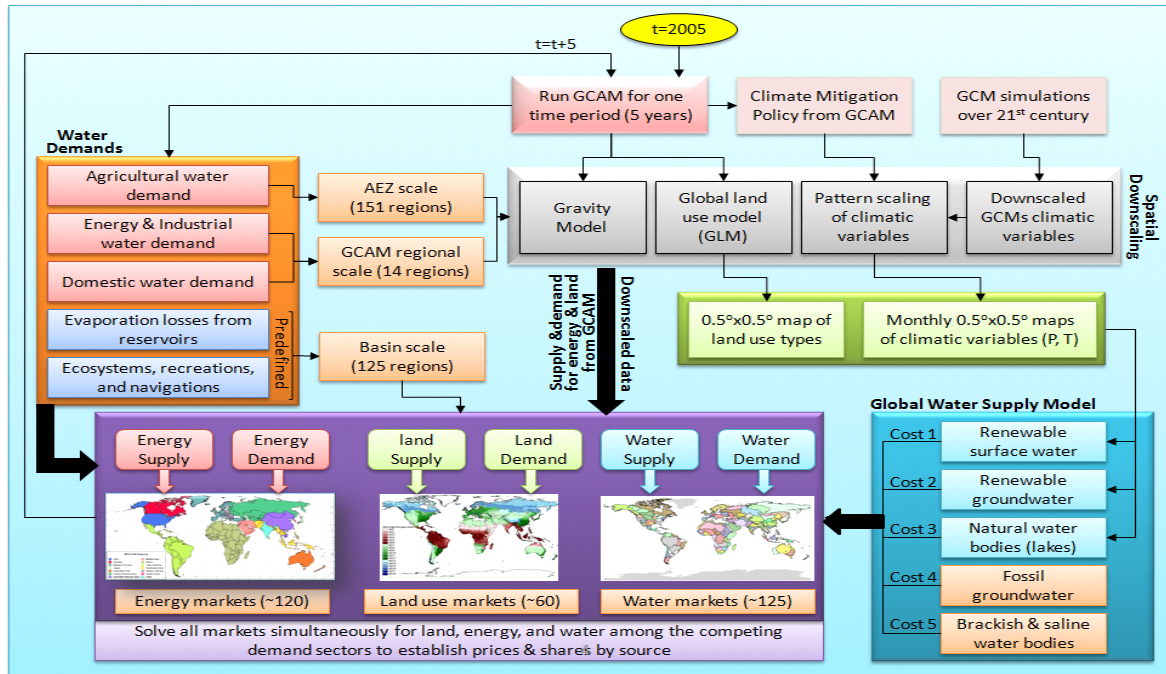 t=2005
t=t+5
Run GCAM for one
time period (5 years)
Climate Mitigation
Policy from GCAM
GCM simulations
over 21st century
Water
Demands
Agricultural water
demand
Energy & Industrial
water demand
Domestic water demand
Evaporation losses from
reservoirs
Ecosystems, recreations,
and navigations
Predefined
AEZ scale
(151 regions)
GCAM regional
scale (14 regions)
Basin scale
(125 regions)
Gravity
Model
Global land
use model
(GLM)
Pattern scaling
of climatic
variables
Downscaled
GCMs climatic
variables
Spatial
Downscaling
Supply &demand
for energy & land
from GCAM
Downscaled data
0.5°x0.5° map of
land use types
Monthly 0.5°x0.5° maps
of climatic variables (P, T)
Global Water Supply Model
Cost 1
Renewable
surface water
Cost 2
Renewable
groundwater
Cost 3
Natural water
bodies (lakes)
Cost 4
Fossil
groundwater
Cost 5
Brackish & saline
water bodies
Energy
Supply
Energy
Demand
land
Supply
Land
Demand
Water
Supply
Water
Demand
Energy markets (~120)
Land use markets (~60)
Water markets (~125)
Solve all markets simultaneously for land, energy, and water among the competing
demand sectors to establish prices & shares by source